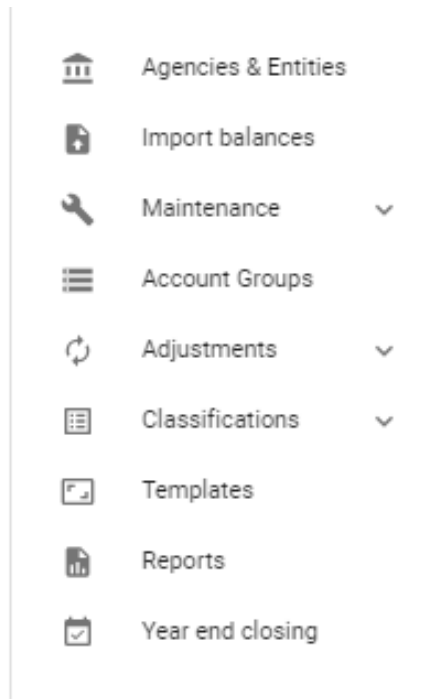 Agencies & Entities
Import balances
Maintenance
Account Groups
Adjustments
Classifications
Templates
Reports
Year end closing